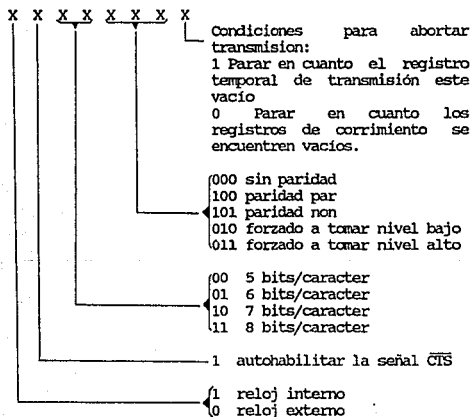 X X X X X X X X
Condiciones para abortar
transmision:
1 Parar en cuanto el registro
temporal de transmisión este
vacío
0 Parar en cuanto los
registros de corrimiento se
encuentren vacios.
000 sin paridad
100 paridad par
101 paridad non
010 forzado a tomar nivel bajo
011 forzado a tomar nivel alto
00 5 bits/caracter
01 6 bits/caracter
10 7 bits/caracter
11 8 bits/caracter
1 autohabilitar la señal CTS
1 reloj interno
0 reloj externo